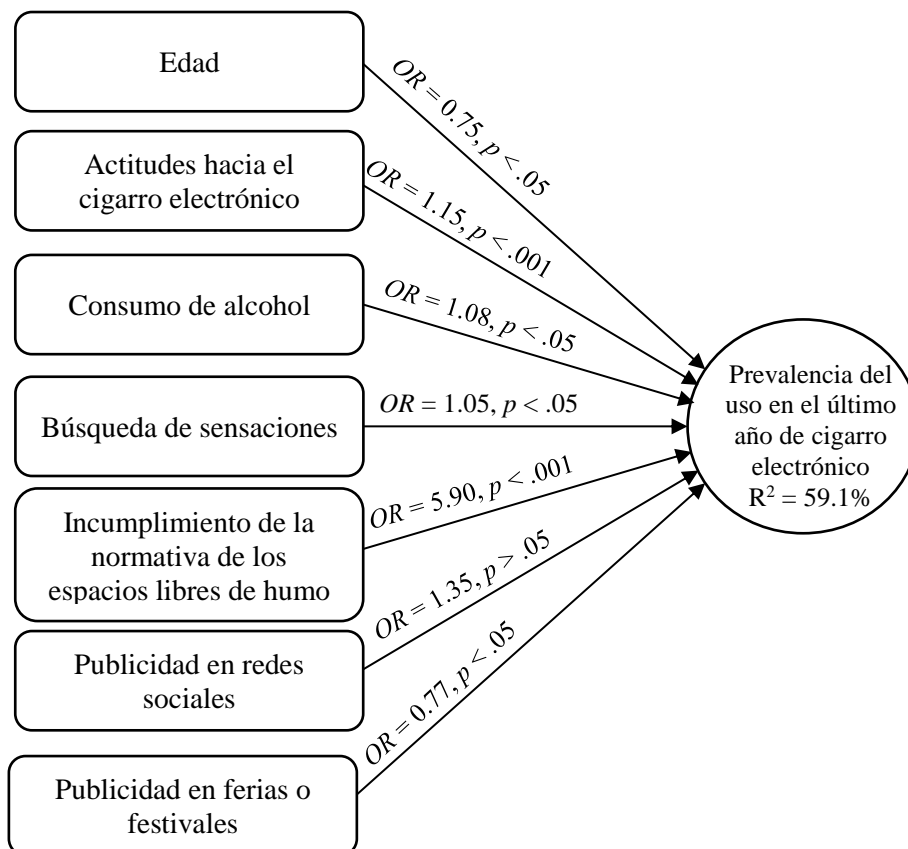 Edad
OR = 0.75, p < .05
Actitudes hacia el
cigarro electrónico
OR = 1.15, p < .001
Consumo de alcohol
OR = 1.08, p < .05
Búsqueda de sensaciones
OR = 1.05, p < .05
Incumplimiento de la
normativa de los
espacios libres de humo
OR = 5.90, p < .001
Publicidad en redes
sociales
OR = 1.35, p > .05
Publicidad en ferias o
festivales
OR = 0.77, p < .05
Prevalencia del
uso en el último
año de cigarro
electrónico
R² = 59.1%